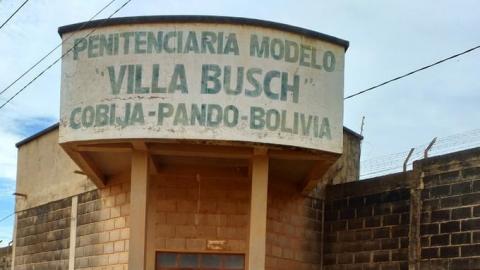 PENITENCIARIA MODELO
"VILLA BUSCH"
COBIJA-PANDO-BOLIVIA